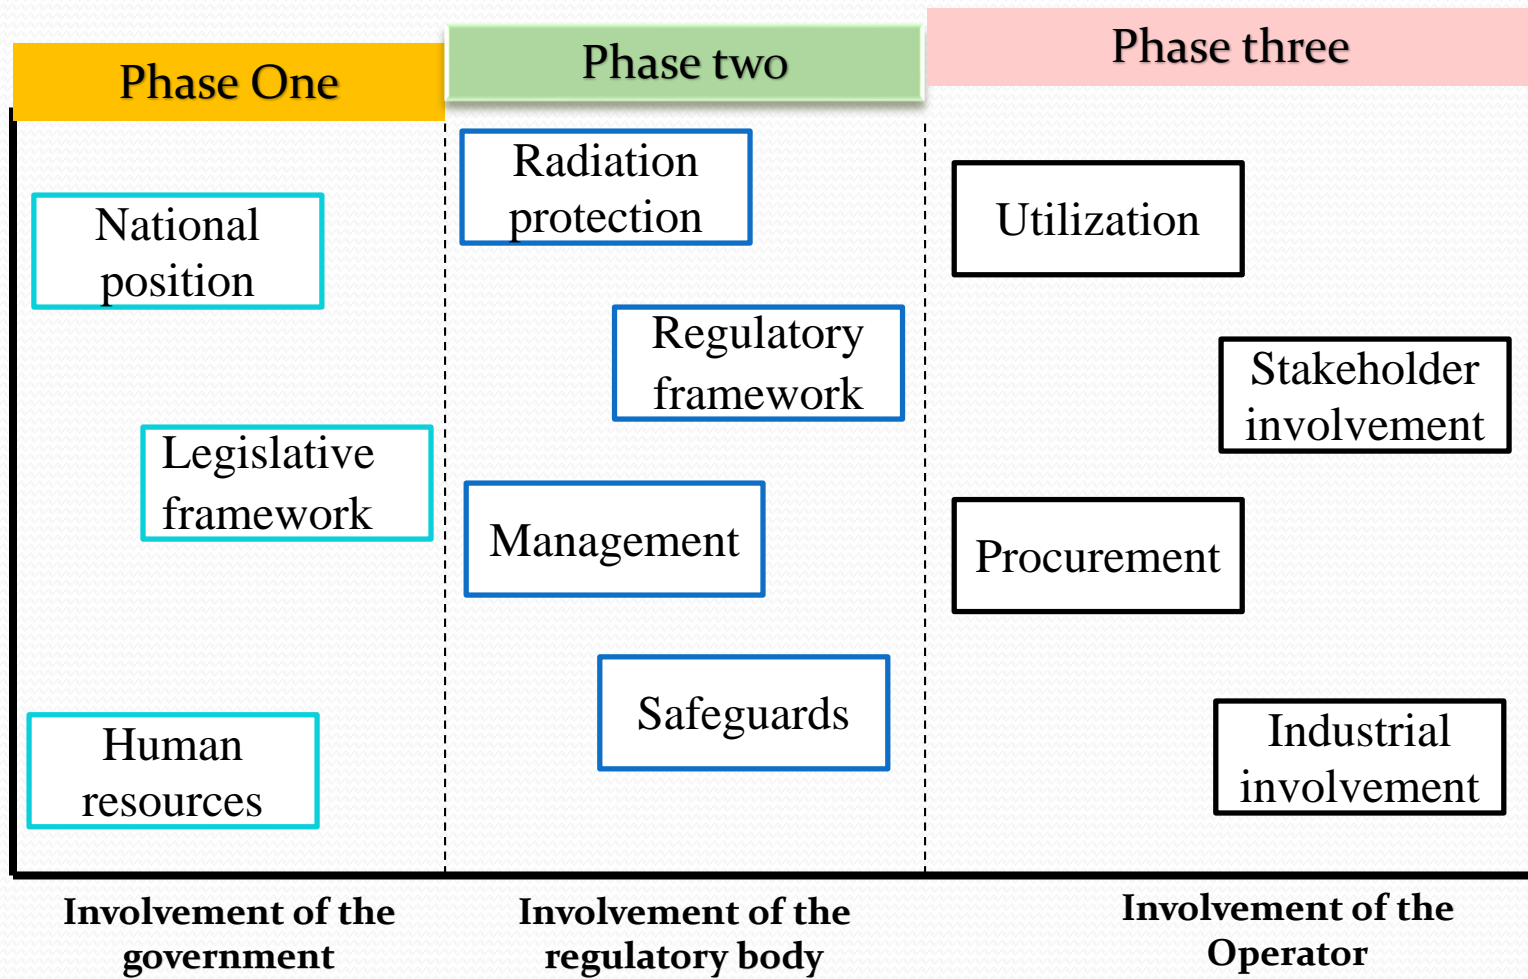 Phase One
Phase two
Phase three
National
position
Legislative
framework
Human
resources
Radiation
protection
Regulatory
framework
Management
Safeguards
Utilization
Stakeholder
involvement
Procurement
Industrial
involvement
Involvement of the
government
Involvement of the
regulatory body
Involvement of the
Operator